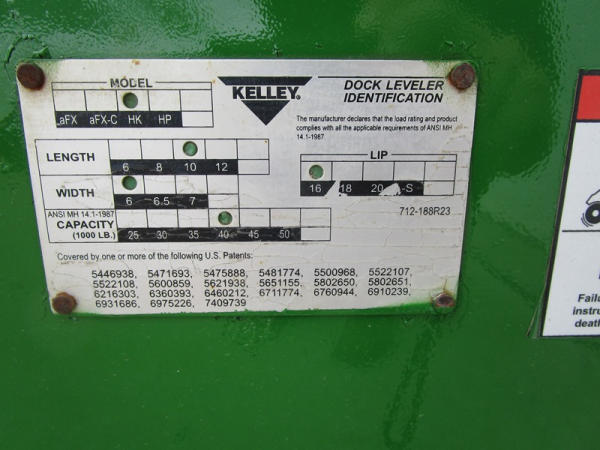 MODEL
aFX aFX-C HK HP
KELLEY®
DOCK LEVELER
IDENTIFICATION
The manufacturer declares that the load rating and product
complies with all the applicable requirements of ANSI MH
14.1-1987.
LENGTH
6 8 10 12
WIDTH
6 6.5 7
LIP
16 18 20 -S
ANSI MH 14.1-1987
CAPACITY
(1000 LB.)
25 30 35 40 45 50
712-188R23
Covered by one or more of the following U.S. Patents:
5446938, 5471693, 5475888, 5481774, 5500968, 5522107,
5522108, 5600859, 5621938, 5651155, 5802650, 5802651,
6216303, 6360393, 6460212, 6711774, 6760944, 6910239,
6931686, 6975226, 7409739
Failu
instru
death